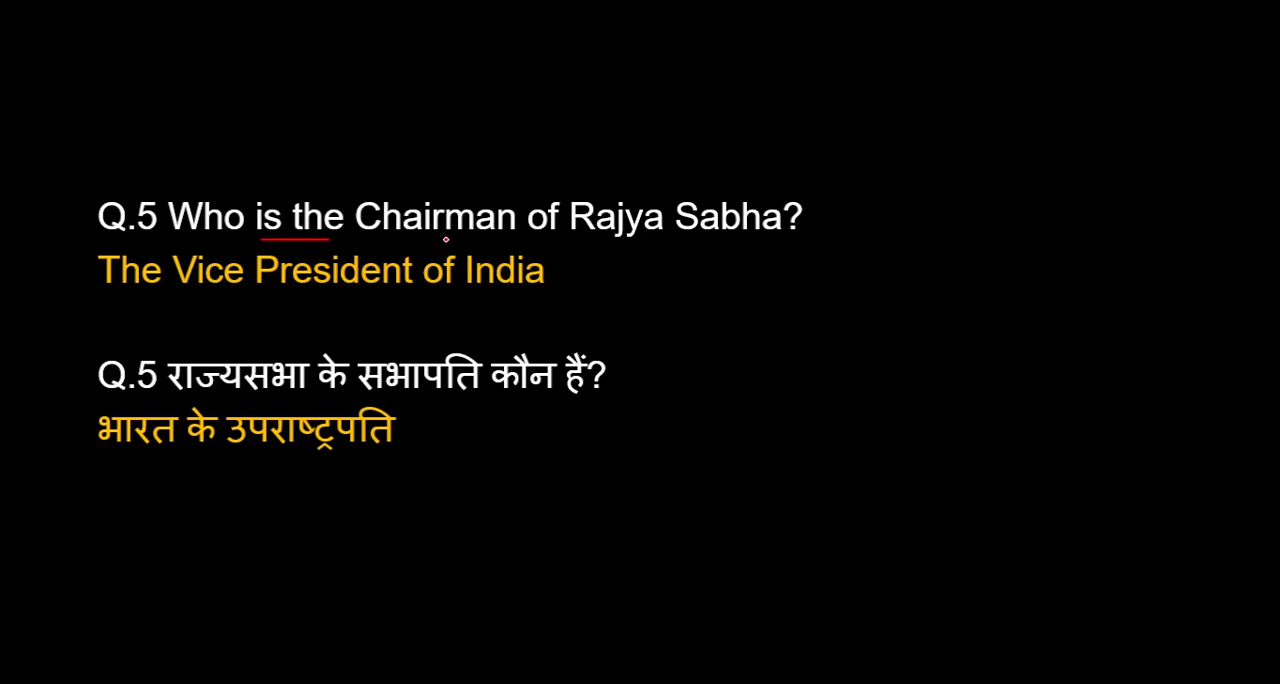 Q.5 Who is the Chairman of Rajya Sabha?
The Vice President of India
Q.5 राज्यसभा के सभापति कौन हैं?
भारत के उपराष्ट्रपति